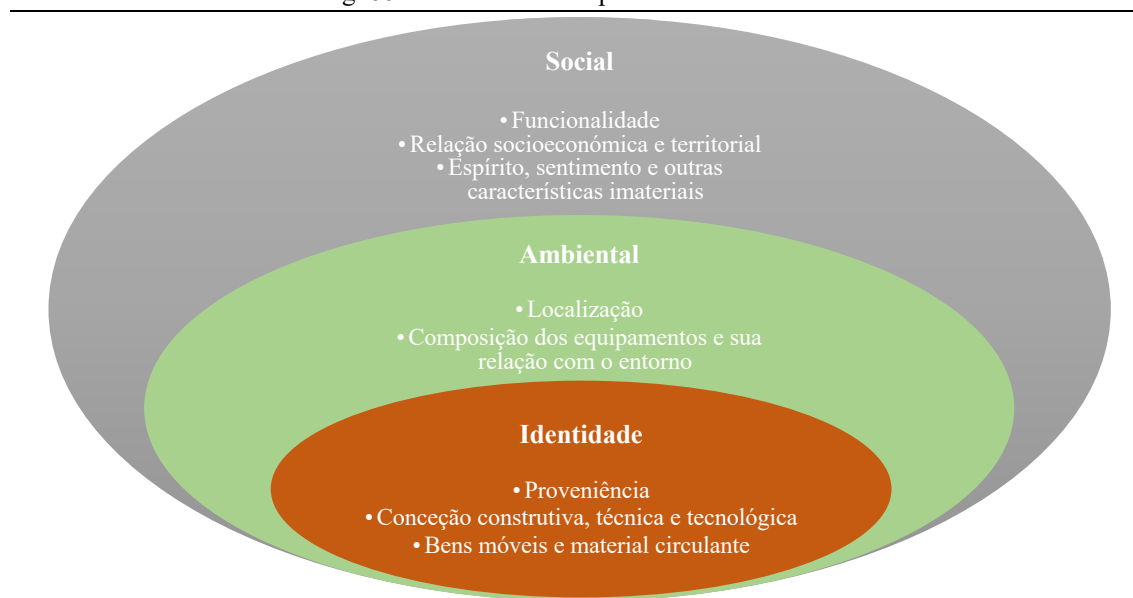 Social
• Funcionalidade
• Relação socioeconómica e territorial
• Espírito, sentimento e outras
características imateriais
Ambiental
• Localização
• Composição dos equipamentos e sua
relação com o entorno
Identidade
• Proveniência
• Conceção construtiva, técnica e tecnológica
• Bens móveis e material circulante